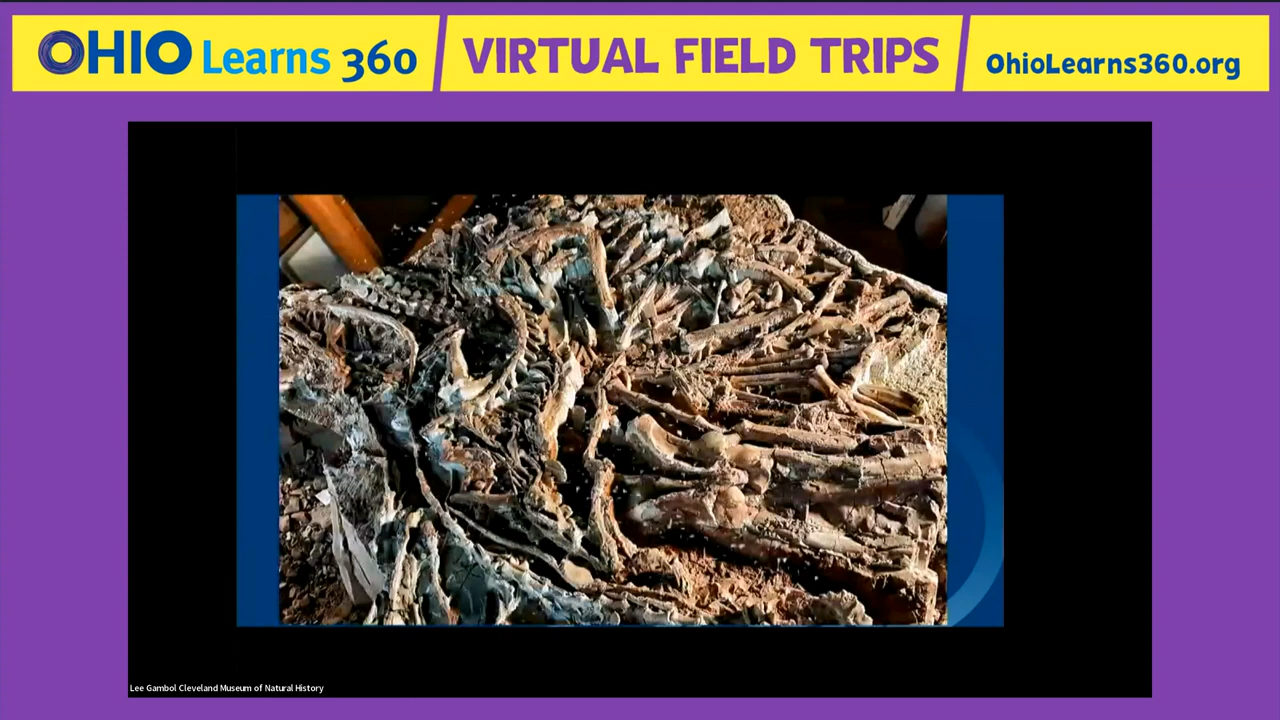 OHIO Learns 360
VIRTUAL FIELD TRIPS
OhioLearns360.org
Lee Gambol Cleveland Museum of Natural History